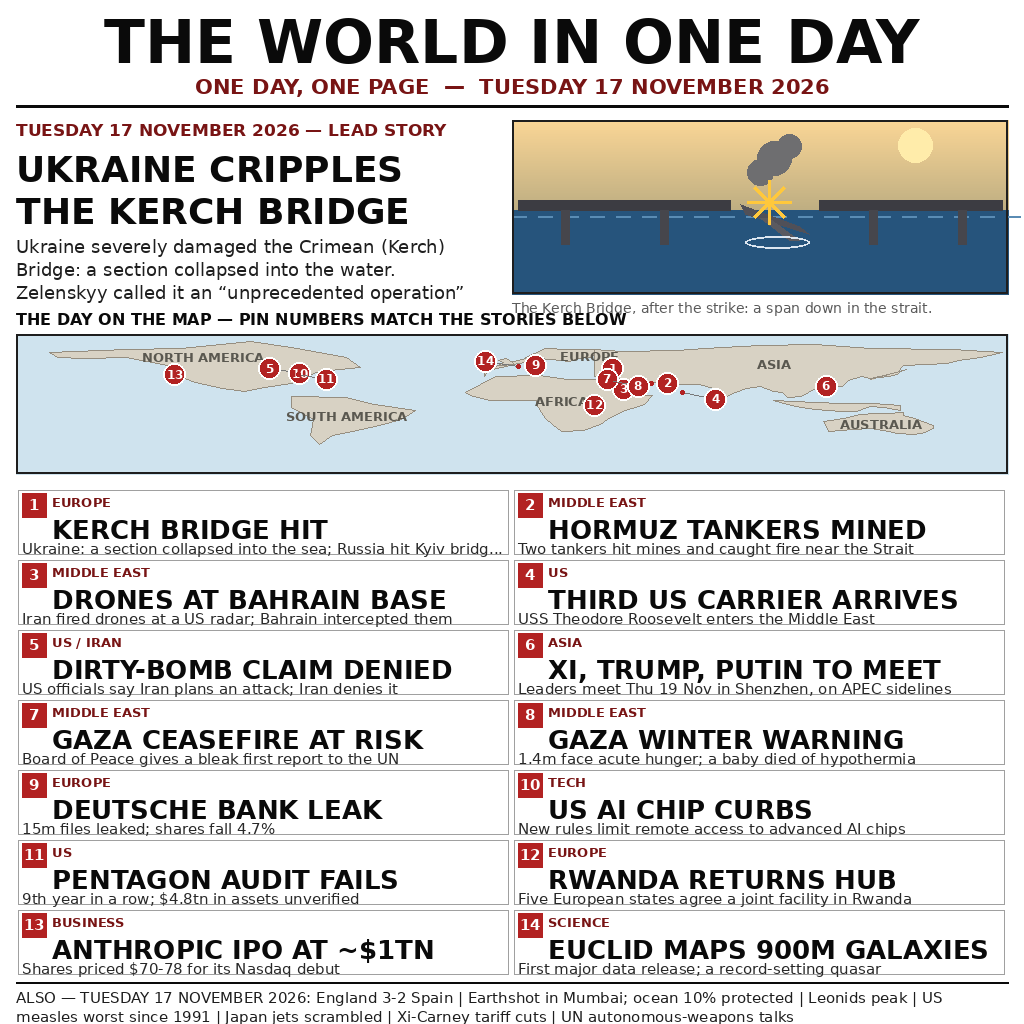 THE WORLD IN ONE DAY
ONE DAY, ONE PAGE — TUESDAY 17 NOVEMBER 2026
TUESDAY 17 NOVEMBER 2026 — LEAD STORY
UKRAINE CRIPPLES
THE KERCH BRIDGE
Ukraine severely damaged the Crimean (Kerch)
Bridge: a section collapsed into the water.
Zelenskyy called it an “unprecedented operation”
The Kerch Bridge, after the strike: a span down in the strait.
THE DAY ON THE MAP — PIN NUMBERS MATCH THE STORIES BELOW
NORTH AMERICA
EUROPE
ASIA
SOUTH AMERICA
AFRICA
AUSTRALIA
13
5
10
11
14
9
1
7
3
8
2
12
4
6
1 EUROPE
KERCH BRIDGE HIT
Ukraine: a section collapsed into the sea; Russia hit Kyiv bridg...
2 MIDDLE EAST
HORMUZ TANKERS MINED
Two tankers hit mines and caught fire near the Strait
3 MIDDLE EAST
DRONES AT BAHRAIN BASE
Iran fired drones at a US radar; Bahrain intercepted them
4 US
THIRD US CARRIER ARRIVES
USS Theodore Roosevelt enters the Middle East
5 US / IRAN
DIRTY-BOMB CLAIM DENIED
US officials say Iran plans an attack; Iran denies it
6 ASIA
XI, TRUMP, PUTIN TO MEET
Leaders meet Thu 19 Nov in Shenzhen, on APEC sidelines
7 MIDDLE EAST
GAZA CEASEFIRE AT RISK
Board of Peace gives a bleak first report to the UN
8 MIDDLE EAST
GAZA WINTER WARNING
1.4m face acute hunger; a baby died of hypothermia
9 EUROPE
DEUTSCHE BANK LEAK
15m files leaked; shares fall 4.7%
10 TECH
US AI CHIP CURBS
New rules limit remote access to advanced AI chips
11 US
PENTAGON AUDIT FAILS
9th year in a row; $4.8tn in assets unverified
12 EUROPE
RWANDA RETURNS HUB
Five European states agree a joint facility in Rwanda
13 BUSINESS
ANTHROPIC IPO AT ~$1TN
Shares priced $70-78 for its Nasdaq debut
14 SCIENCE
EUCLID MAPS 900M GALAXIES
First major data release; a record-setting quasar
ALSO — TUESDAY 17 NOVEMBER 2026: England 3-2 Spain | Earthshot in Mumbai; ocean 10% protected | Leonids peak | US
measles worst since 1991 | Japan jets scrambled | Xi-Carney tariff cuts | UN autonomous-weapons talks